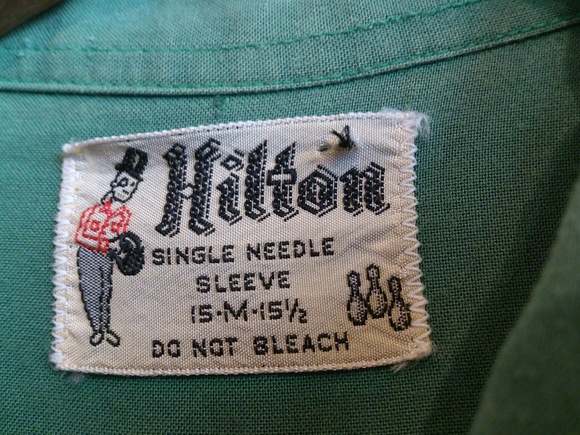 Hilton
SINGLE NEEDLE
SLEEVE
15-M-15½
DO NOT BLEACH